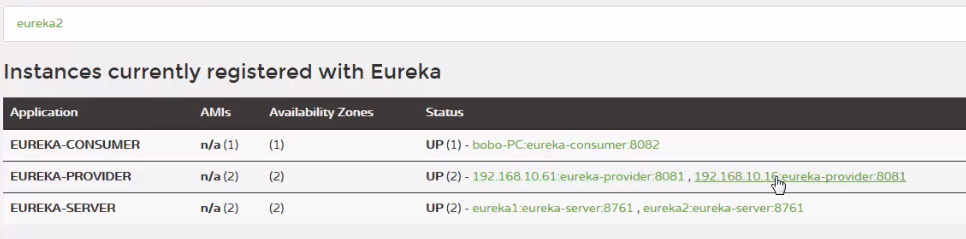 eureka2
Instances currently registered with Eureka
Application AMIs Availability Zones Status
EUREKA-CONSUMER n/a (1) (1) UP (1) - bobo-PC:eureka-consumer:8082
EUREKA-PROVIDER n/a (2) (2) UP (2) - 192.168.10.61:eureka-provider:8081 , 192.168.10.16:eureka-provider:8081
EUREKA-SERVER n/a (2) (2) UP (2) - eureka1:eureka-server:8761 , eureka2:eureka-server:8761